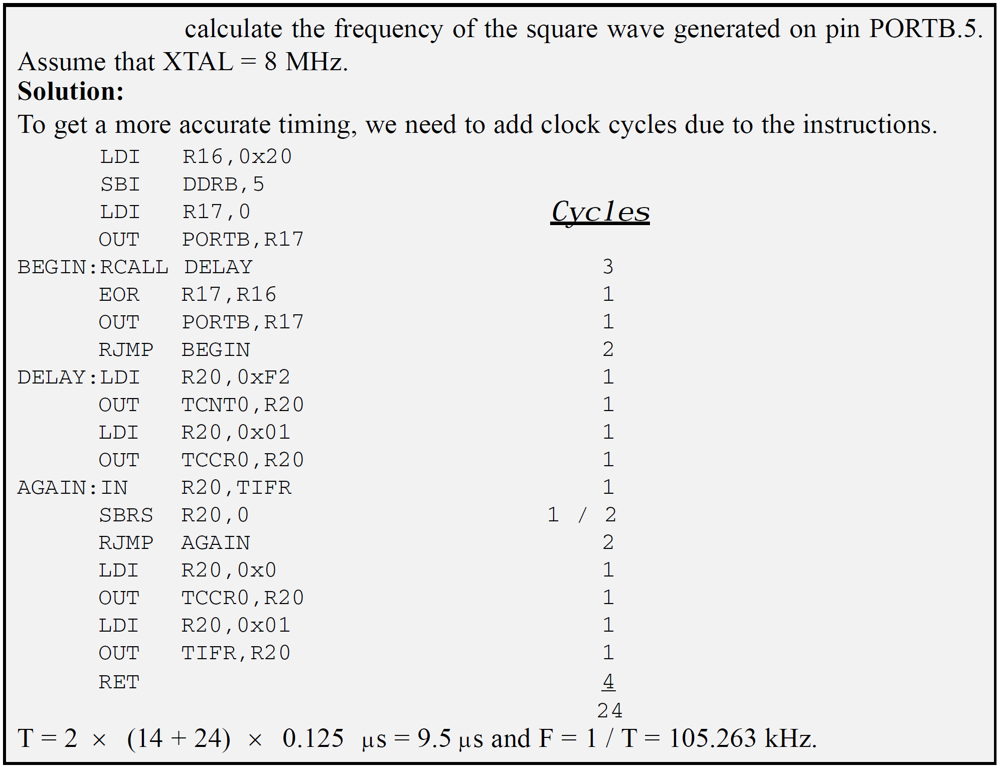 calculate the frequency of the square wave generated on pin PORTB.5.
Assume that XTAL = 8 MHz.
Solution:
To get a more accurate timing, we need to add clock cycles due to the instructions.
LDI R16,0x20
SBI DDRB,5
LDI R17,0 Cycles
OUT PORTB,R17
BEGIN:RCALL DELAY 3
EOR R17,R16 1
OUT PORTB,R17 1
RJMP BEGIN 2
DELAY:LDI R20,0xF2 1
OUT TCNT0,R20 1
LDI R20,0x01 1
OUT TCCR0,R20 1
AGAIN:IN R20,TIFR 1
SBRS R20,0 1 / 2
RJMP AGAIN 2
LDI R20,0x0 1
OUT TCCR0,R20 1
LDI R20,0x01 1
OUT TIFR,R20 1
RET 4
24
T = 2 × (14 + 24) × 0.125 μs = 9.5 μs and F = 1 / T = 105.263 kHz.